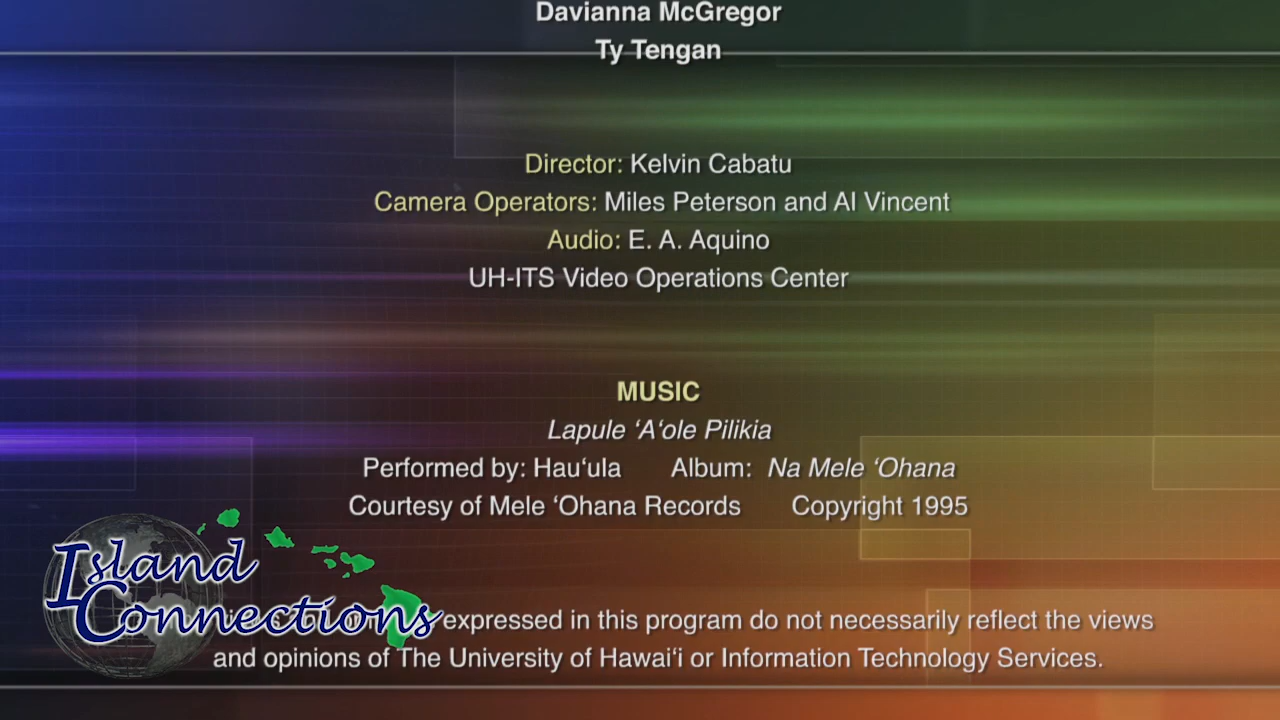 Davianna McGregor
Ty Tengan
Director: Kelvin Cabatu
Camera Operators: Miles Peterson and Al Vincent
Audio: E. A. Aquino
UH-ITS Video Operations Center
MUSIC
Lapule ʻAʻole Pilikia
Performed by: Hauʻula Album: Na Mele ʻOhana
Courtesy of Mele ʻOhana Records Copyright 1995
Island
Connections
expressed in this program do not necessarily reflect the views
and opinions of The University of Hawaiʻi or Information Technology Services.